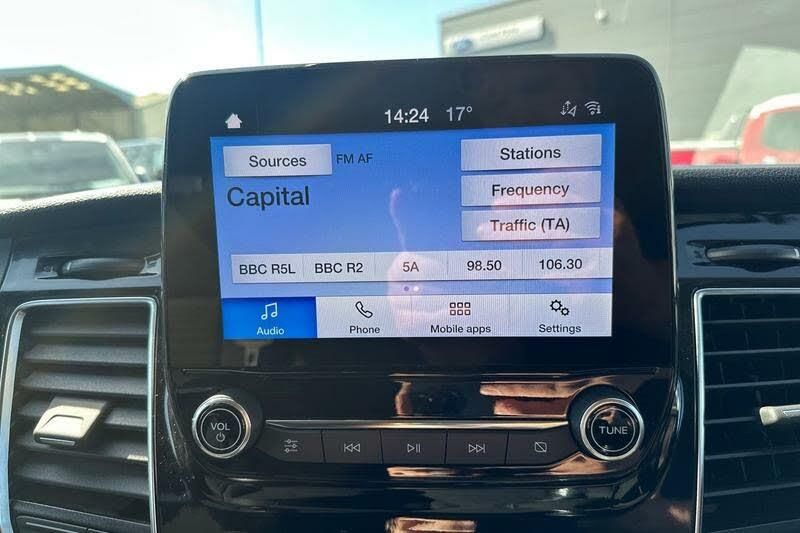 14:24 17°
Sources FM AF Stations
Capital Frequency
Traffic (TA)
BBC R5L BBC R2 5A 98.50 106.30
Audio Phone Mobile apps Settings
VOL TUNE